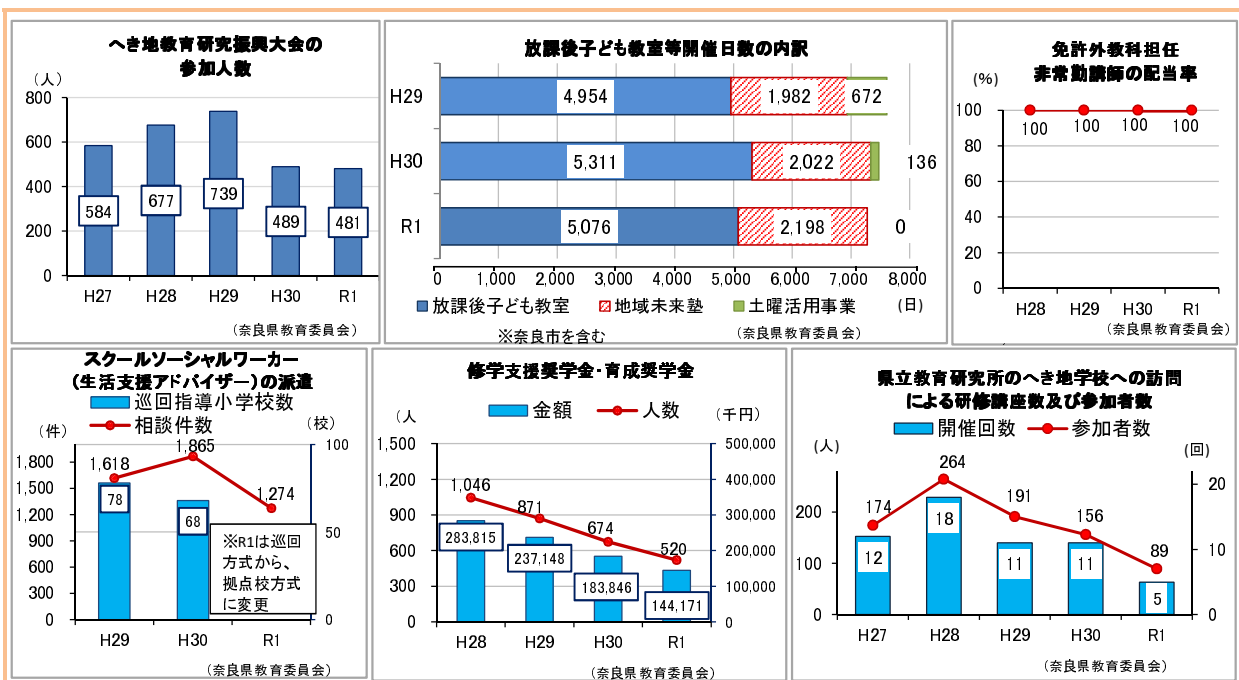 へき地教育研究振興大会の
参加人数
（人）
800
600
400
200
0
584
677
739
489
481
H27
H28
H29
H30
R1
（奈良県教育委員会）
放課後子ども教室等開催日数の内訳
H29
4,954
1,982
672
H30
5,311
2,022
136
R1
5,076
2,198
0
0
1,000
2,000
3,000
4,000
5,000
6,000
7,000
8,000
放課後子ども教室
地域未来塾
土曜活用事業
(日)
※奈良市を含む
（奈良県教育委員会）
免許外教科担任
非常勤講師の配当率
(%)
100
80
60
40
20
0
100
100
100
100
H28
H29
H30
R1
（奈良県教育委員会）
スクールソーシャルワーカー
（生活支援アドバイザー）の派遣
巡回指導小学校数
相談件数
（件）
（校）
1,800
1,500
1,200
900
600
300
0
100
50
0
1,618
1,865
1,274
78
68
※R1は巡回
方式から、
拠点校方式
に変更
H29
H30
R1
（奈良県教育委員会）
修学支援奨学金・育成奨学金
金額
人数
人
（千円）
1,500
1,200
900
600
300
0
500,000
400,000
300,000
200,000
100,000
0
1,046
871
674
520
283,815
237,148
183,846
144,171
H28
H29
H30
R1
（奈良県教育委員会）
県立教育研究所のへき地学校への訪問
による研修講座数及び参加者数
開催回数
参加者数
(人)
(回)
200
100
0
20
10
0
174
264
191
156
89
12
18
11
11
5
H27
H28
H29
H30
R1
（奈良県教育委員会）